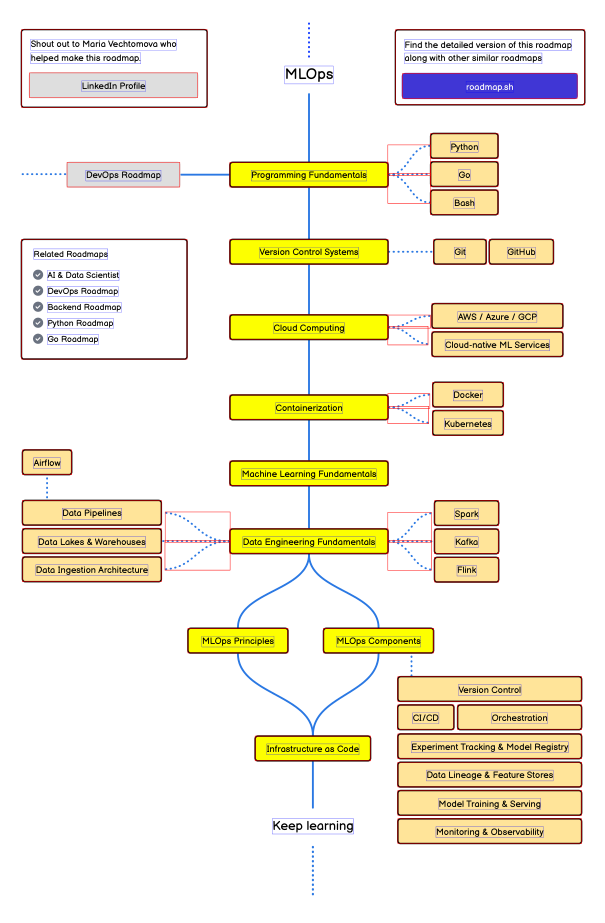 Shout out to Maria Vechtomova who
helped make this roadmap.
LinkedIn Profile
MLOps
Find the detailed version of this roadmap
along with other similar roadmaps
roadmap.sh
DevOps Roadmap
Programming Fundamentals
Python
Go
Bash
Version Control Systems
Git
GitHub
Related Roadmaps
AI & Data Scientist
DevOps Roadmap
Backend Roadmap
Python Roadmap
Go Roadmap
Cloud Computing
AWS / Azure / GCP
Cloud-native ML Services
Containerization
Docker
Kubernetes
Machine Learning Fundamentals
Airflow
Data Pipelines
Data Lakes & Warehouses
Data Ingestion Architecture
Data Engineering Fundamentals
Spark
Kafka
Flink
MLOps Principles
MLOps Components
Version Control
CI/CD
Orchestration
Experiment Tracking & Model Registry
Data Lineage & Feature Stores
Model Training & Serving
Monitoring & Observability
Infrastructure as Code
Keep learning